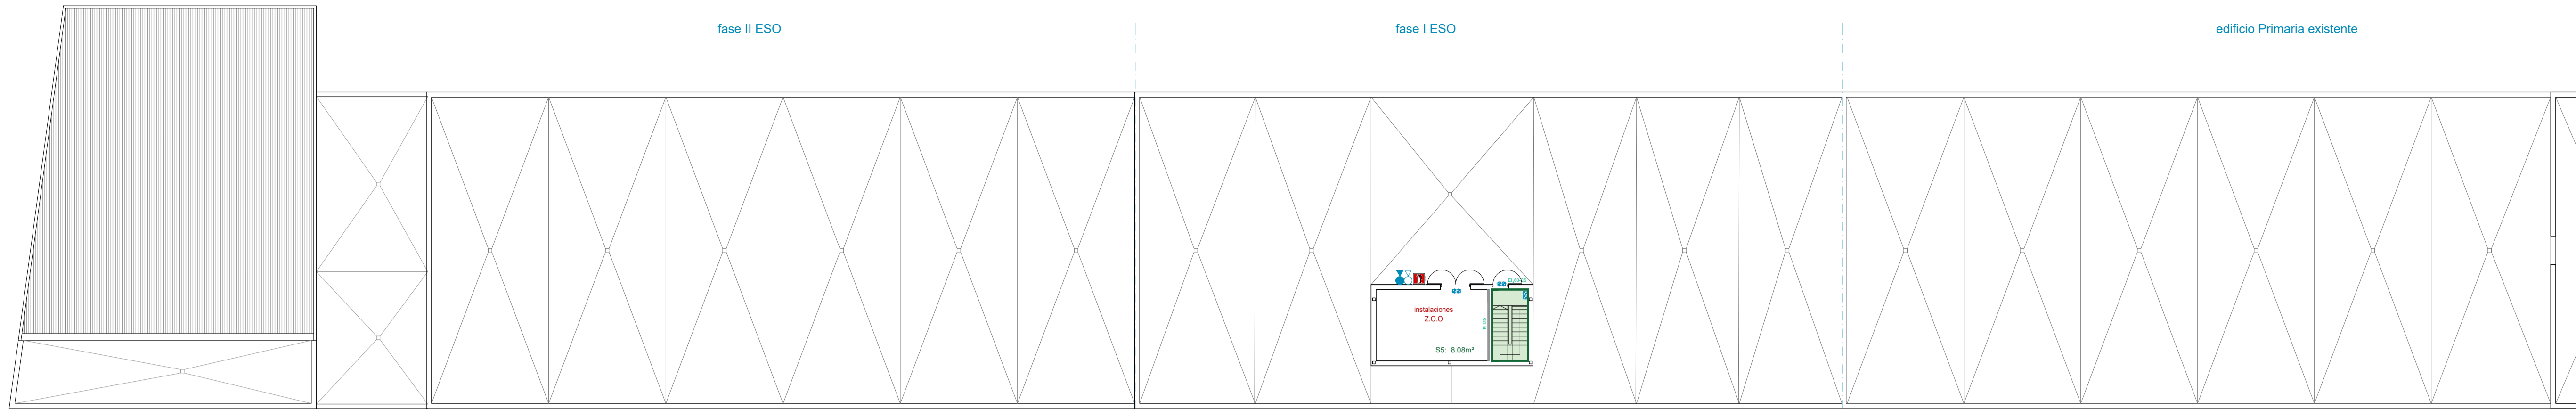 fase II ESO
fase I ESO
edificio Primaria existente
instalaciones
Z.O.O
S5: 8.08m²